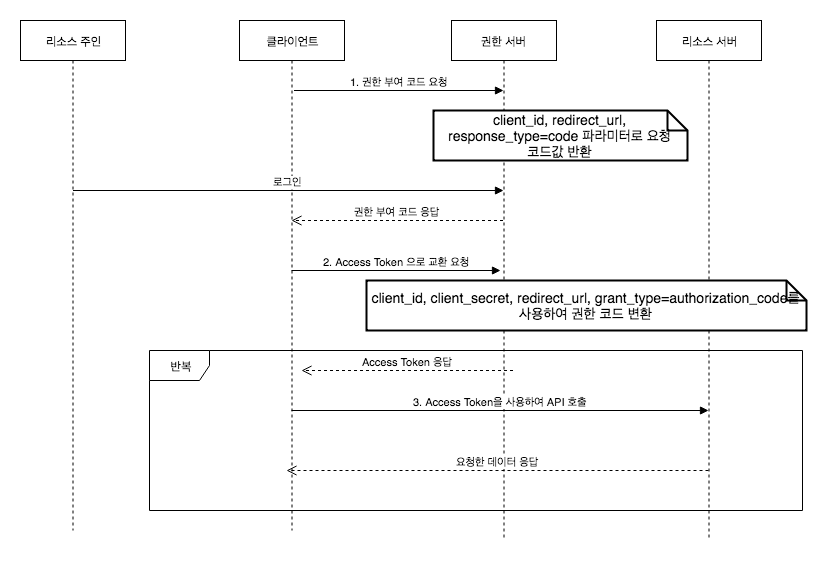 리소스 주인
클라이언트
권한 서버
리소스 서버
1. 권한 부여 코드 요청
client_id, redirect_url,
response_type=code 파라미터로 요청
코드값 반환
로그인
권한 부여 코드 응답
2. Access Token 으로 교환 요청
client_id, client_secret, redirect_url, grant_type=authorization_code를
사용하여 권한 코드 변환
반복
Access Token 응답
3. Access Token을 사용하여 API 호출
요청한 데이터 응답